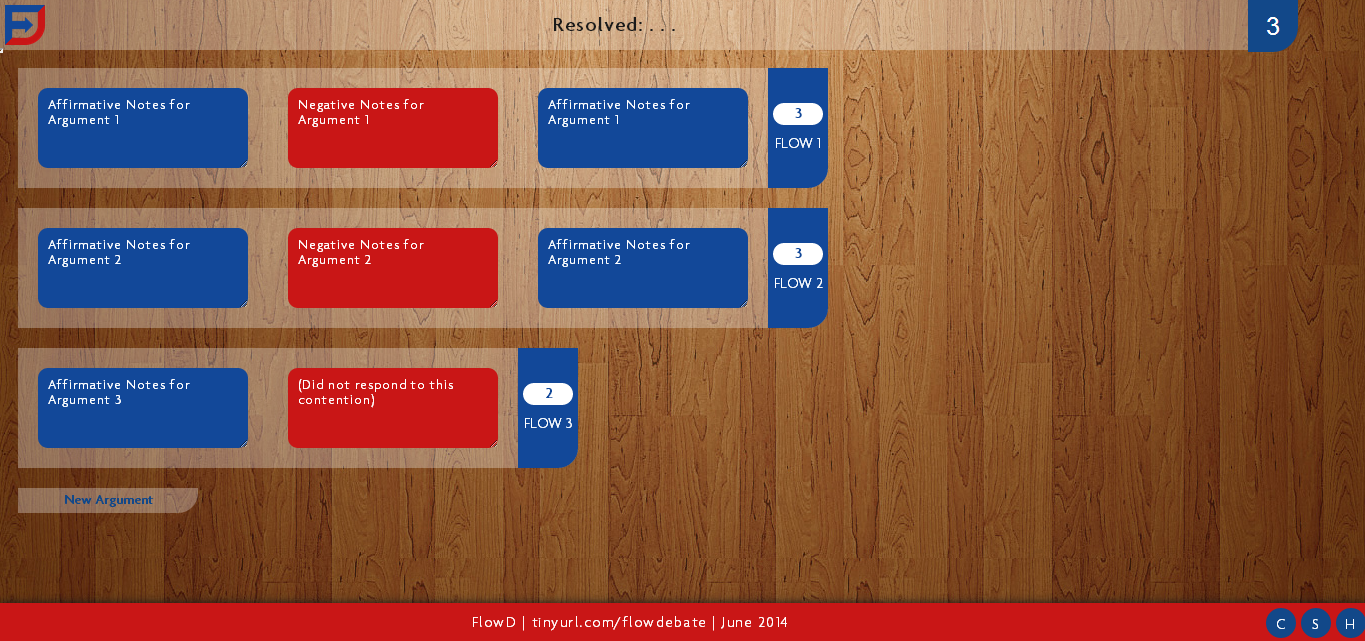 Resolved: . . .
3
Affirmative Notes for
Argument 1
Negative Notes for
Argument 1
Affirmative Notes for
Argument 1
3
FLOW 1
Affirmative Notes for
Argument 2
Negative Notes for
Argument 2
Affirmative Notes for
Argument 2
3
FLOW 2
Affirmative Notes for
Argument 3
(Did not respond to this
contention)
2
FLOW 3
New Argument
FlowD | tinyurl.com/flowdebate | June 2014
C S H